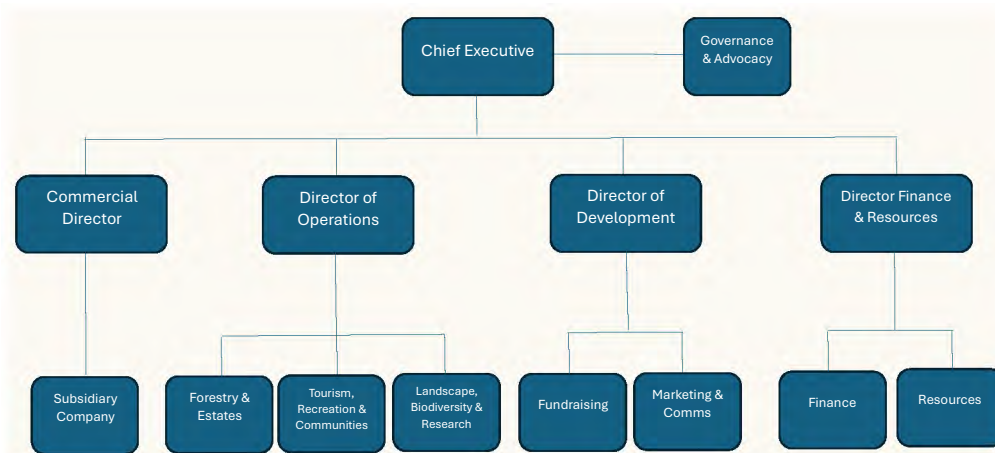 Chief Executive
Governance
& Advocacy
Commercial
Director
Director of
Operations
Director of
Development
Director Finance
& Resources
Subsidiary
Company
Forestry &
Estates
Tourism,
Recreation &
Communities
Landscape,
Biodiversity &
Research
Fundraising
Marketing &
Comms
Finance
Resources